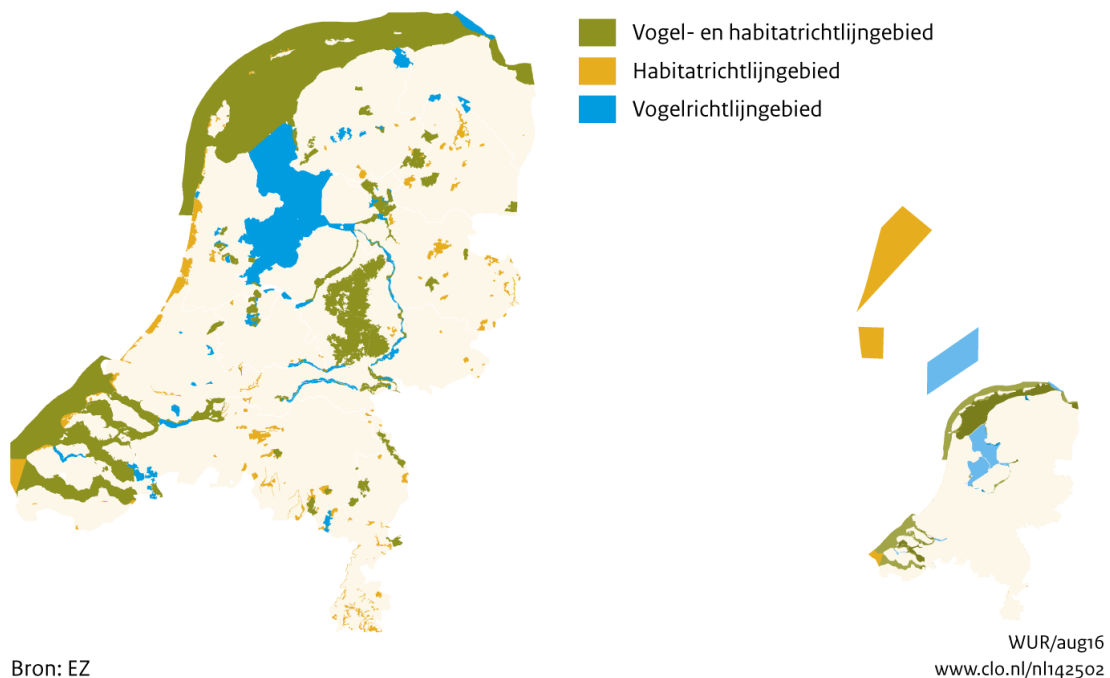 Vogel- en habitatrichtlijngebied
Habitatrichtlijngebied
Vogelrichtlijngebied
Bron: EZ
WUR/aug16
www.clo.nl/nl142502